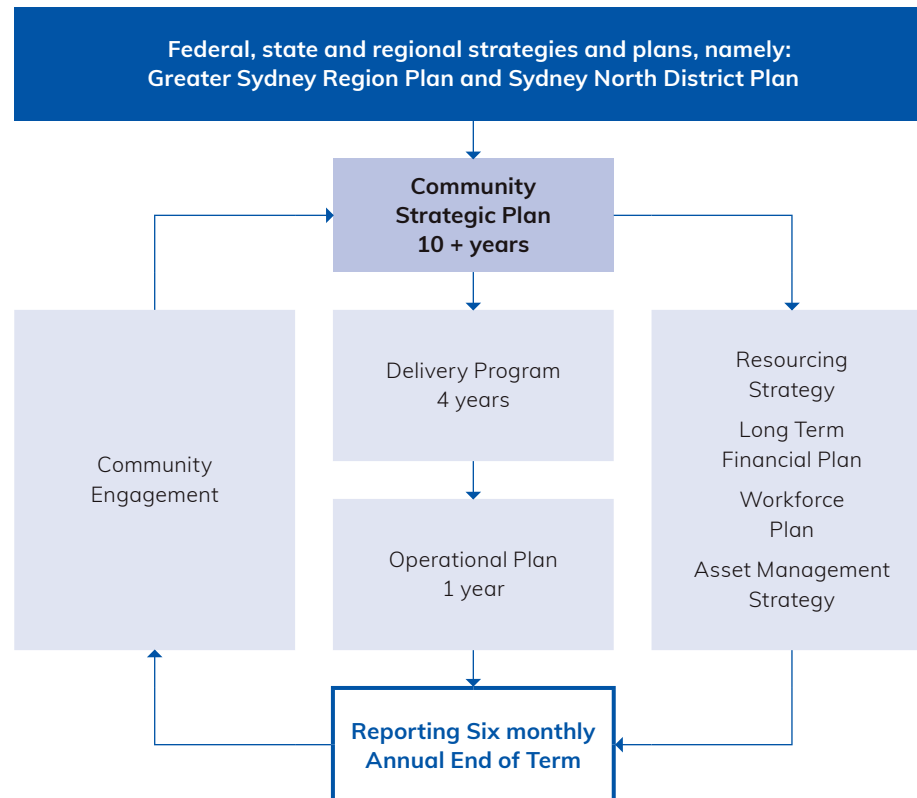 Federal, state and regional strategies and plans, namely:
Greater Sydney Region Plan and Sydney North District Plan
Community
Strategic Plan
10 + years
Community
Engagement
Delivery Program
4 years
Operational Plan
1 year
Resourcing
Strategy
Long Term
Financial Plan
Workforce
Plan
Asset Management
Strategy
Reporting Six monthly
Annual End of Term